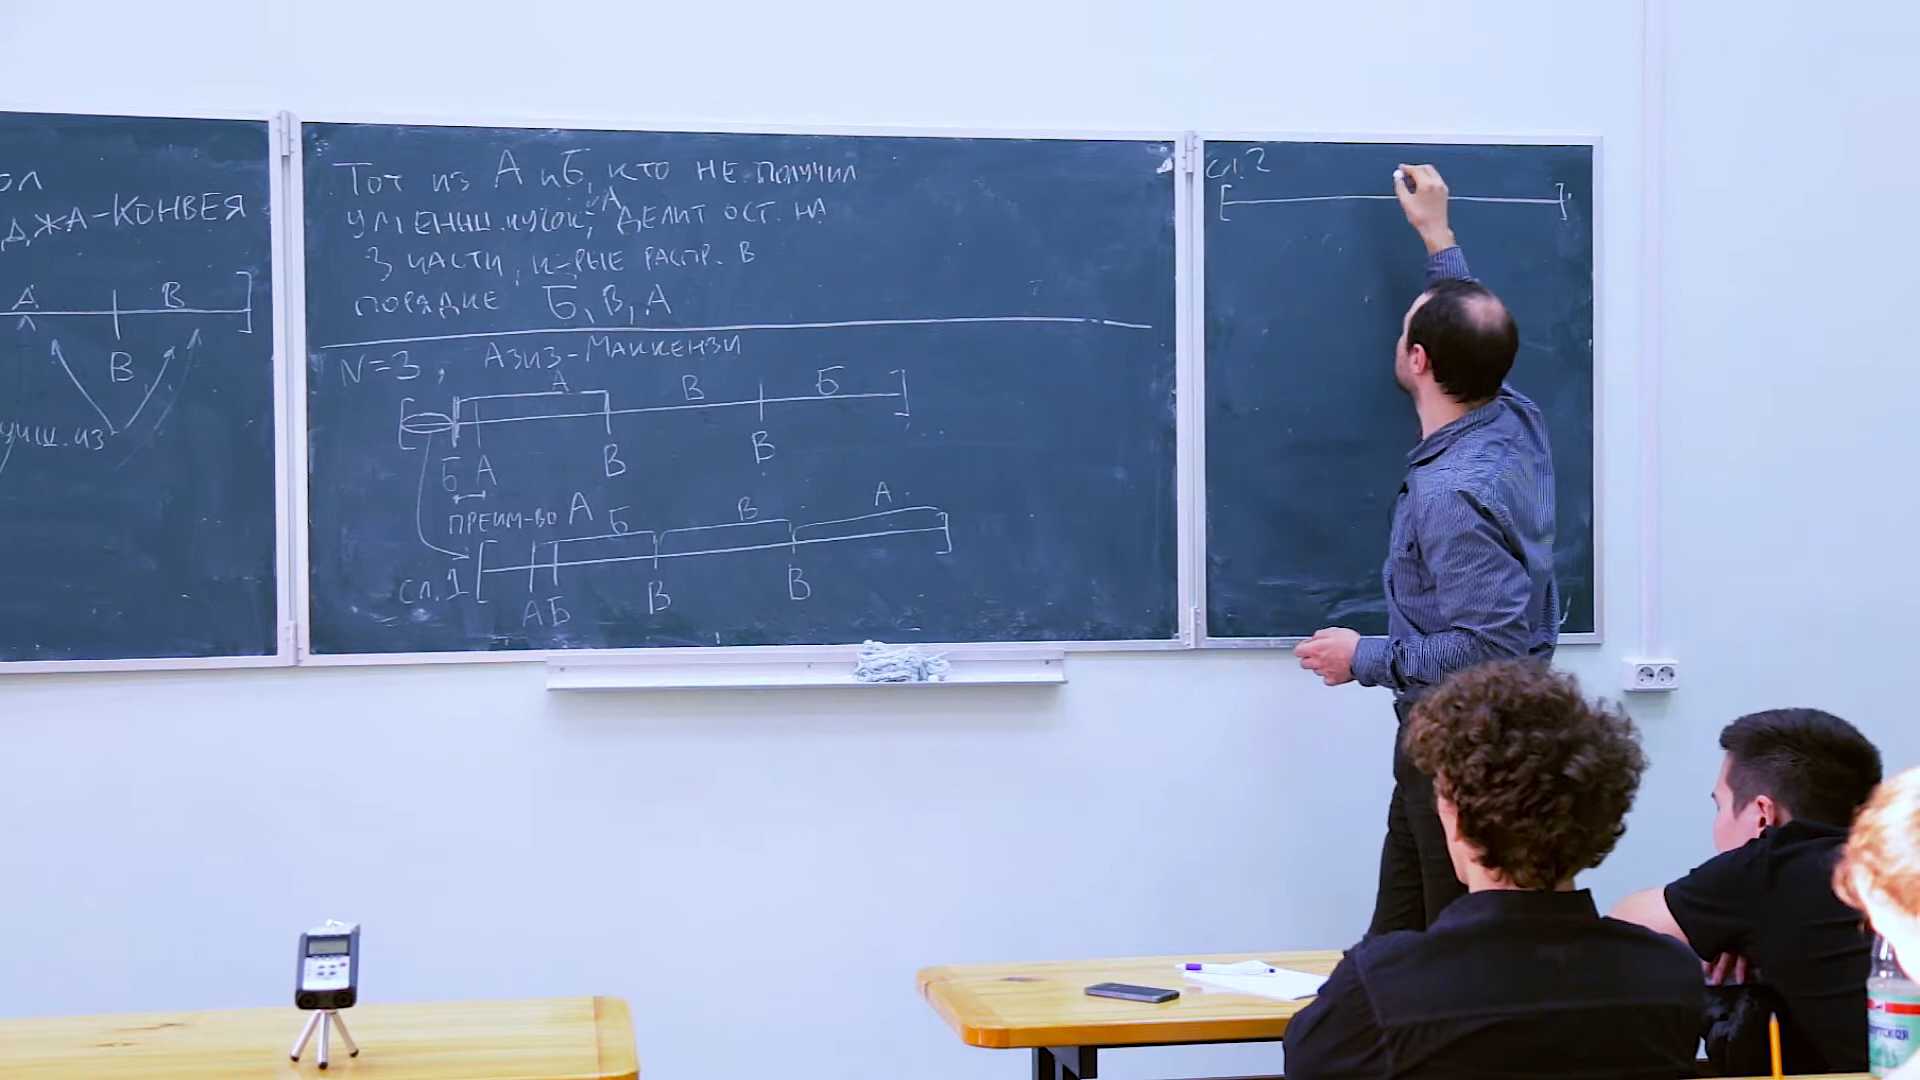 ол
ДЖА-КОНВЕЯ
А В
В
учш. из
Тот из А и Б, кто не получил
уменьш. кусок, делит ост. на
А
3 части, к-рые распр. в
порядке Б, В, А
N=3, Азиз-Маккензи
А В Б
Б А В В
преим-во А
Б В А
сл. 1
А Б В В
сл. 2